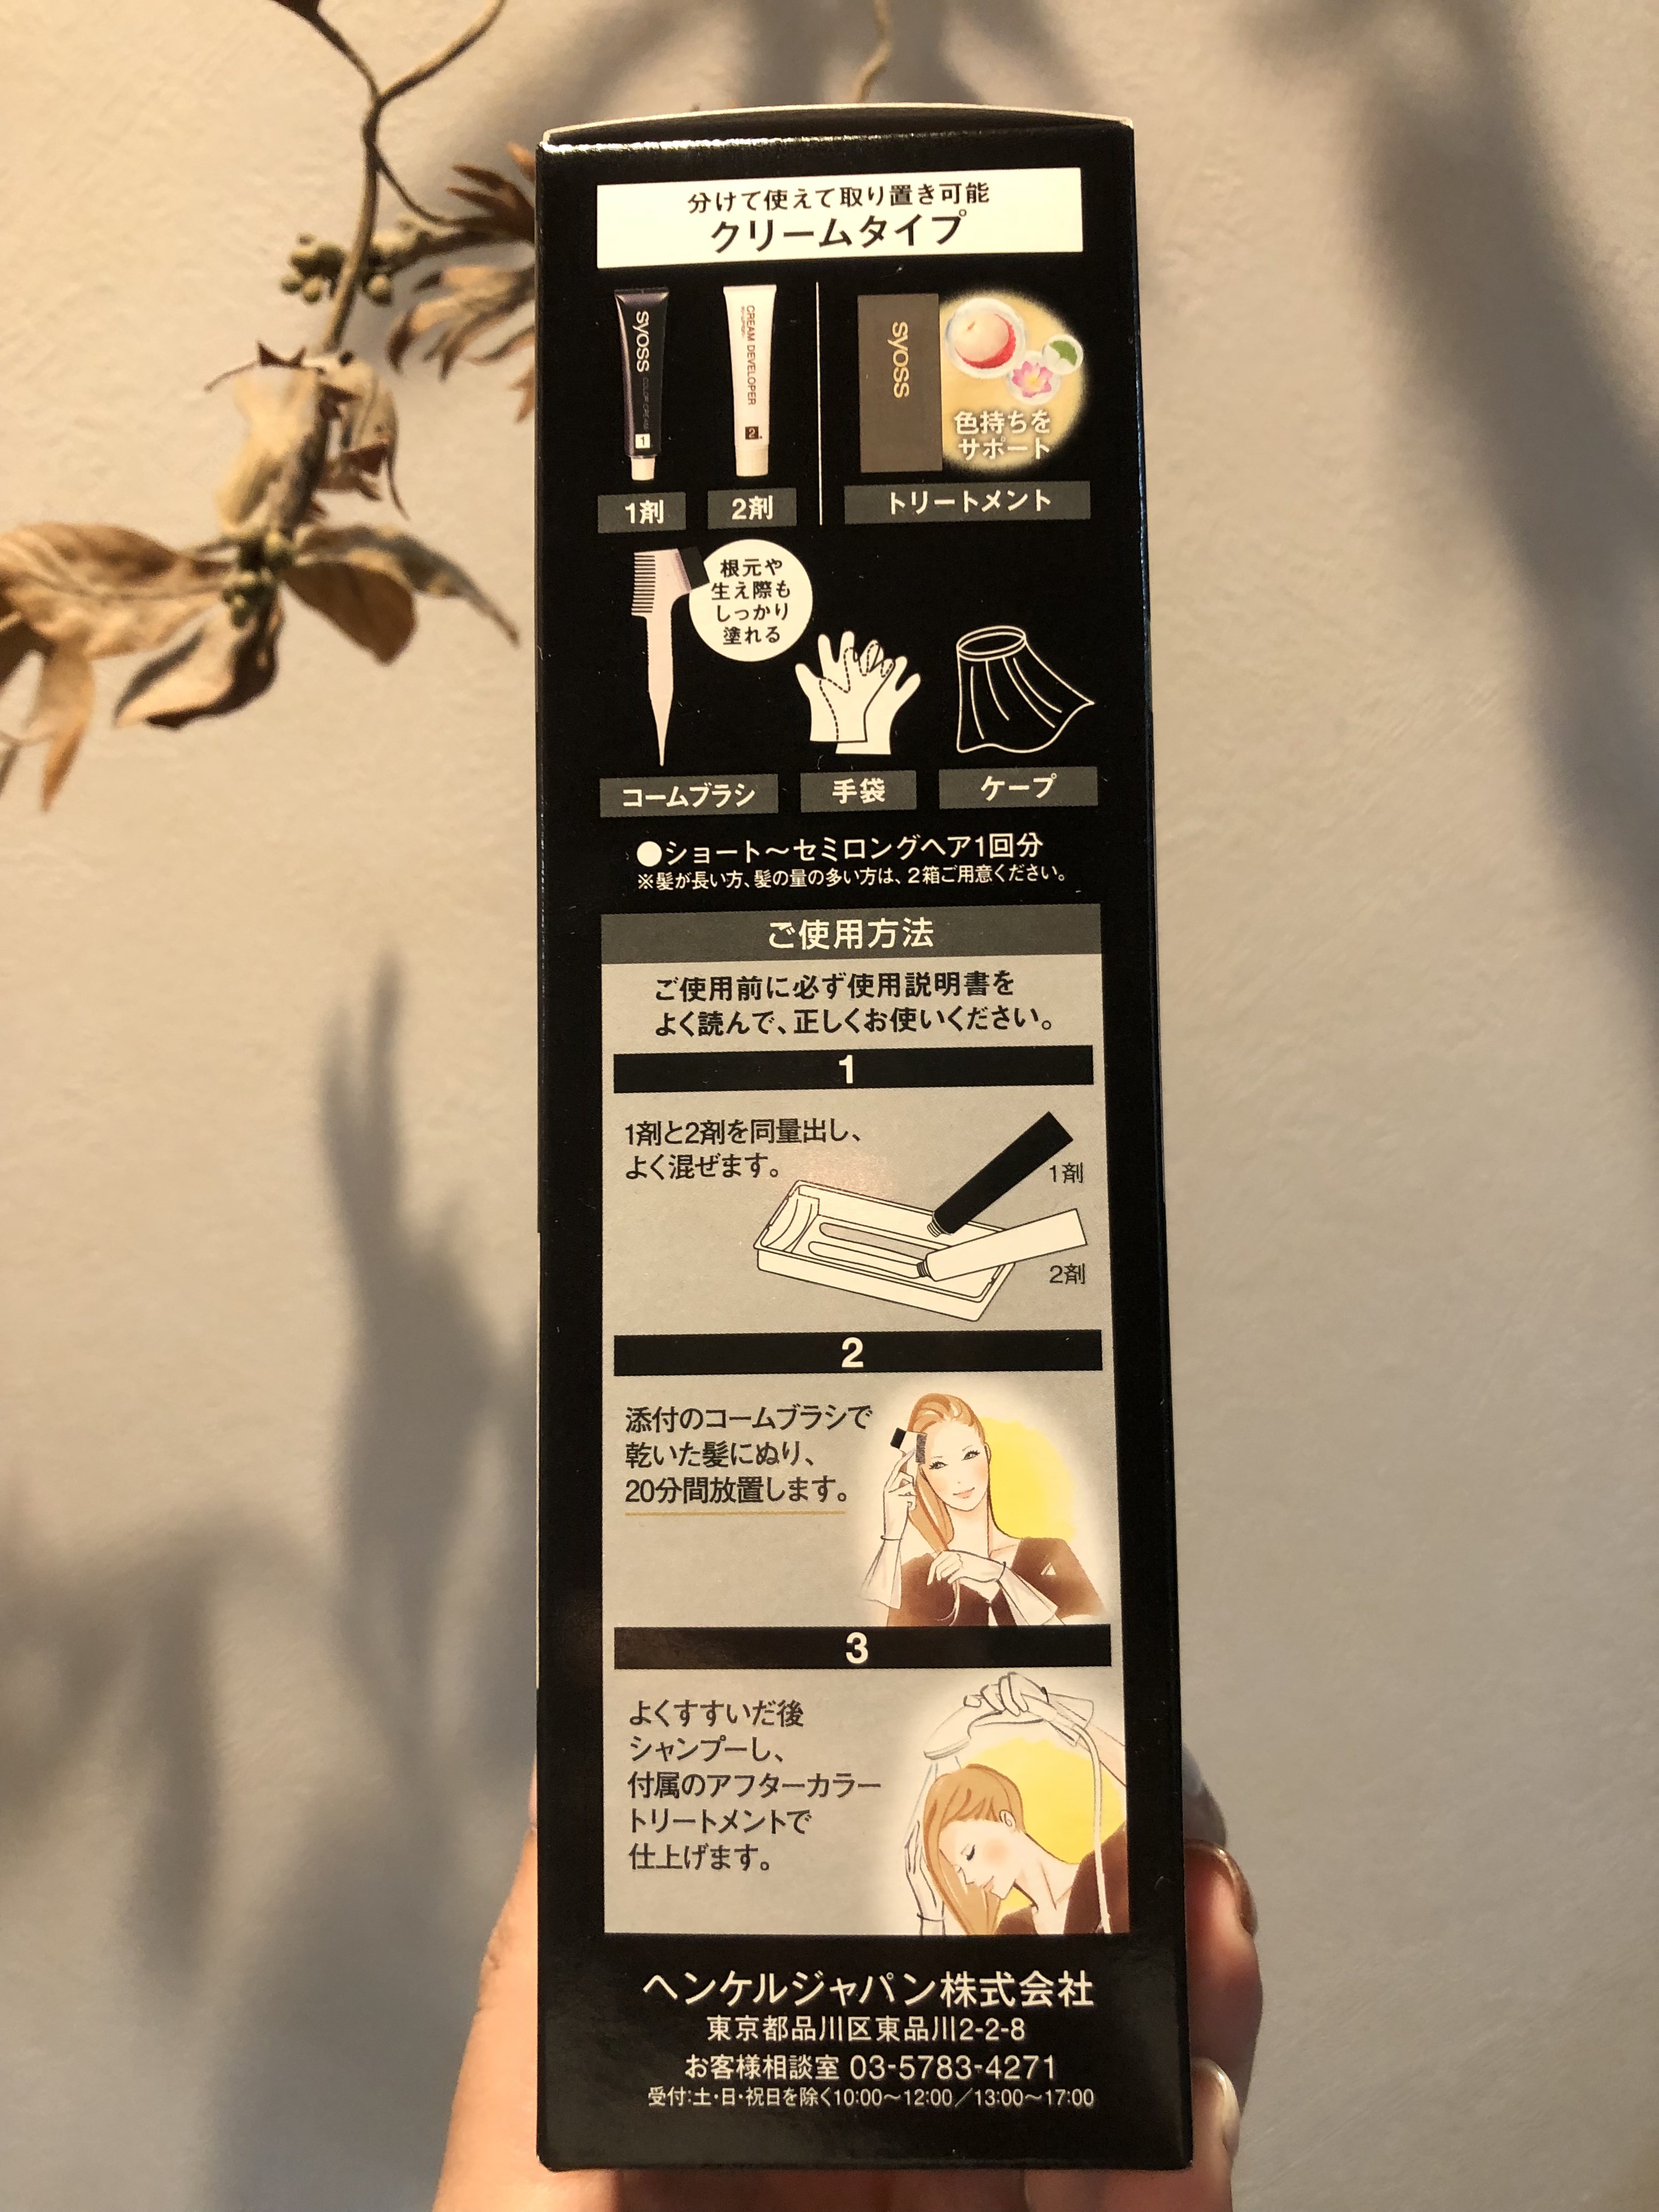 分けて使えて取り置き可能
クリームタイプ
syoss
1
CREAM DEVELOPER
2
syoss
色持ちを
サポート
1剤
2剤
トリートメント
根元や
生え際も
しっかり
塗れる
コームブラシ
手袋
ケープ
●ショート〜セミロングヘア1回分
※髪が長い方、髪の量の多い方は、2箱ご用意ください。
ご使用方法
ご使用前に必ず使用説明書を
よく読んで、正しくお使いください。
1
1剤と2剤を同量出し、
よく混ぜます。
1剤
2剤
2
添付のコームブラシで
乾いた髪にぬり、
20分間放置します。
3
よくすすいだ後
シャンプーし、
付属のアフターカラー
トリートメントで
仕上げます。
ヘンケルジャパン株式会社
東京都品川区東品川2-2-8
お客様相談室 03-5783-4271
受付:土・日・祝日を除く10:00〜12:00／13:00〜17:00